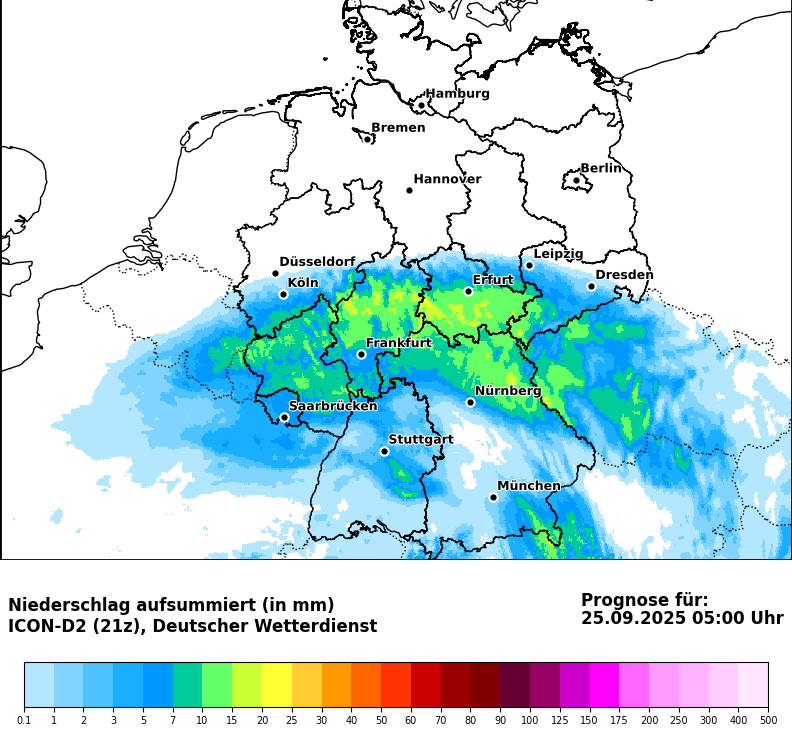 Hamburg
Bremen
Berlin
Hannover
Leipzig
Düsseldorf
Dresden
Köln
Erfurt
Frankfurt
Nürnberg
Saarbrücken
Stuttgart
München
Niederschlag aufsummiert (in mm)
ICON-D2 (21z), Deutscher Wetterdienst
Prognose für:
25.09.2025 05:00 Uhr
0.1 1 2 3 5 7 10 15 20 25 30 40 50 60 70 80 90 100 125 150 175 200 250 300 400 500